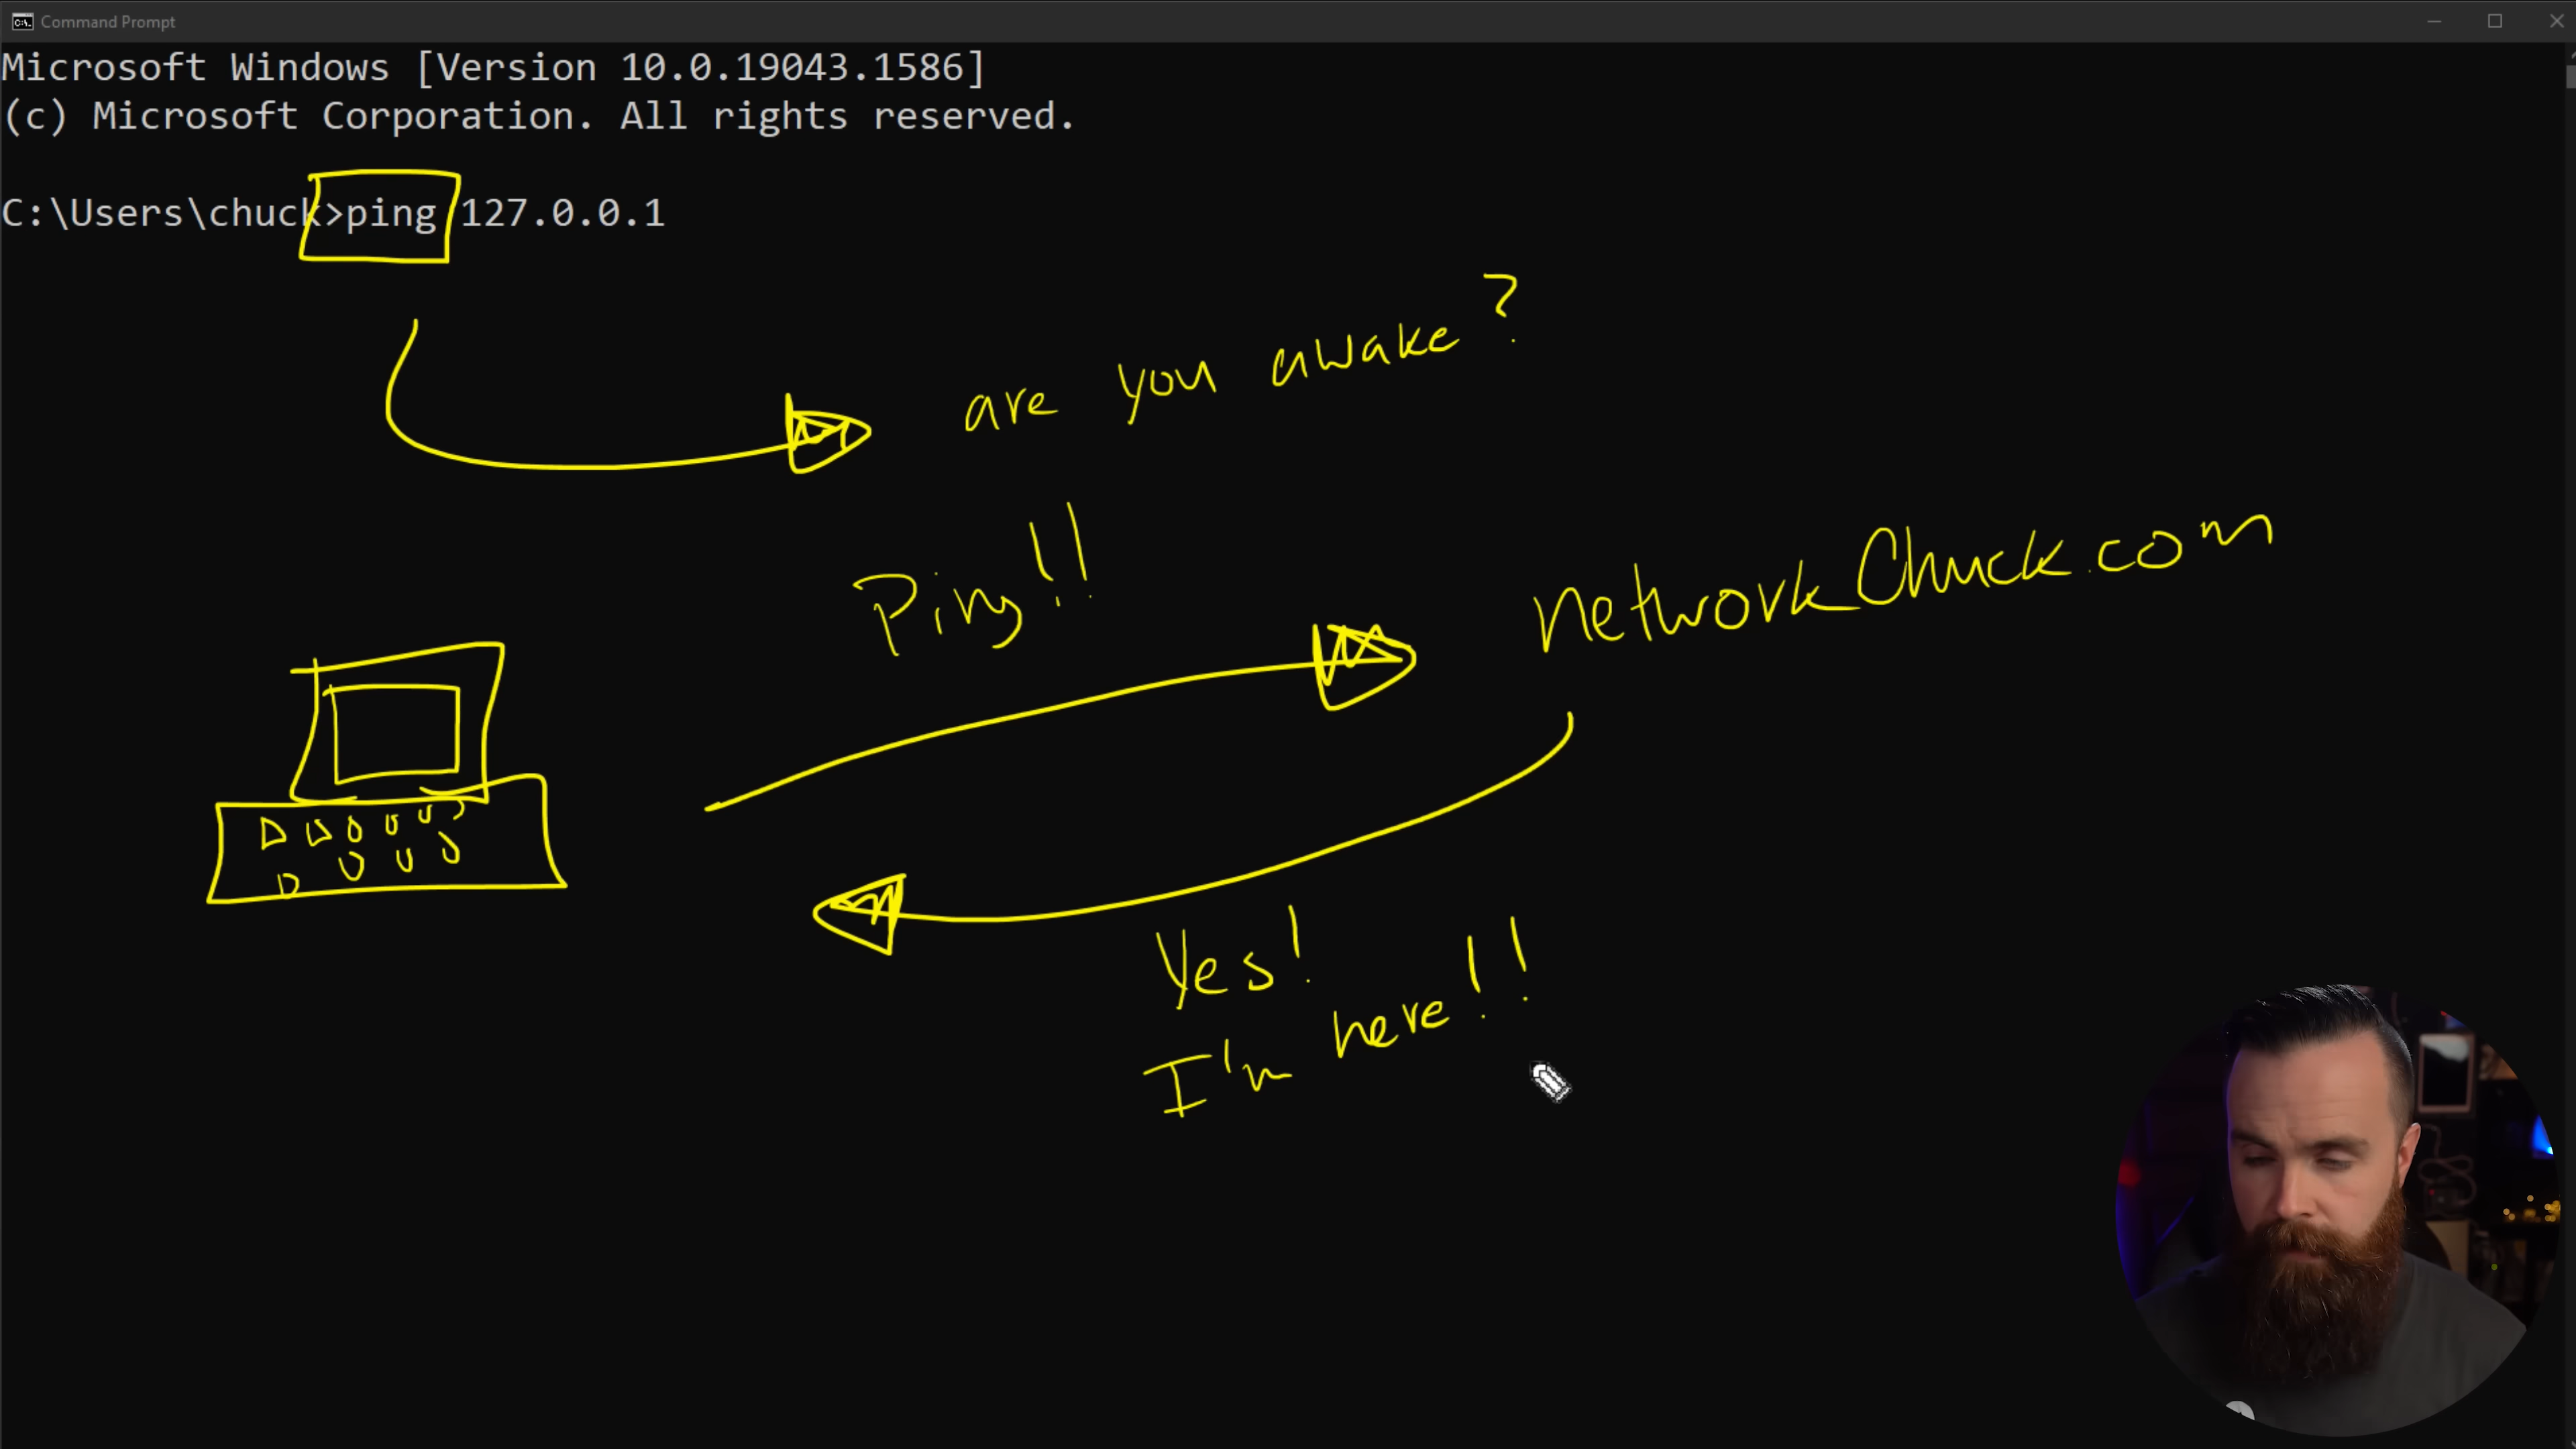 Command Prompt
Microsoft Windows [Version 10.0.19043.1586]
(c) Microsoft Corporation. All rights reserved.
C:\Users\chuck>ping 127.0.0.1
are you awake?
Ping!!
networkChuck.com
Yes!
I'm here!!